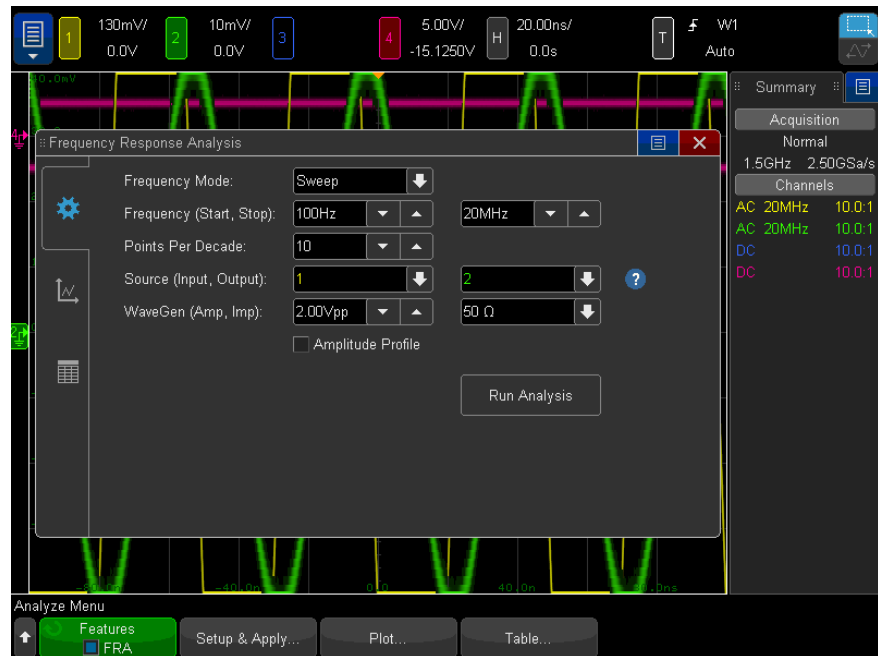 1 130mV/ 0.0V 2 10mV/ 0.0V 3 4 5.00V/ -15.1250V H 20.00ns/ 0.0s T W1 Auto
Summary
Acquisition
Normal
1.5GHz 2.50GSa/s
Channels
AC 20MHz 10.0:1
AC 20MHz 10.0:1
DC 10.0:1
DC 10.0:1
Frequency Response Analysis
Frequency Mode: Sweep
Frequency (Start, Stop): 100Hz 20MHz
Points Per Decade: 10
Source (Input, Output): 1 2 ?
WaveGen (Amp, Imp): 2.00Vpp 50 Ω
Amplitude Profile
Run Analysis
-40.0n 0.0 40.0n
Analyze Menu
Features
FRA
Setup & Apply...
Plot...
Table...